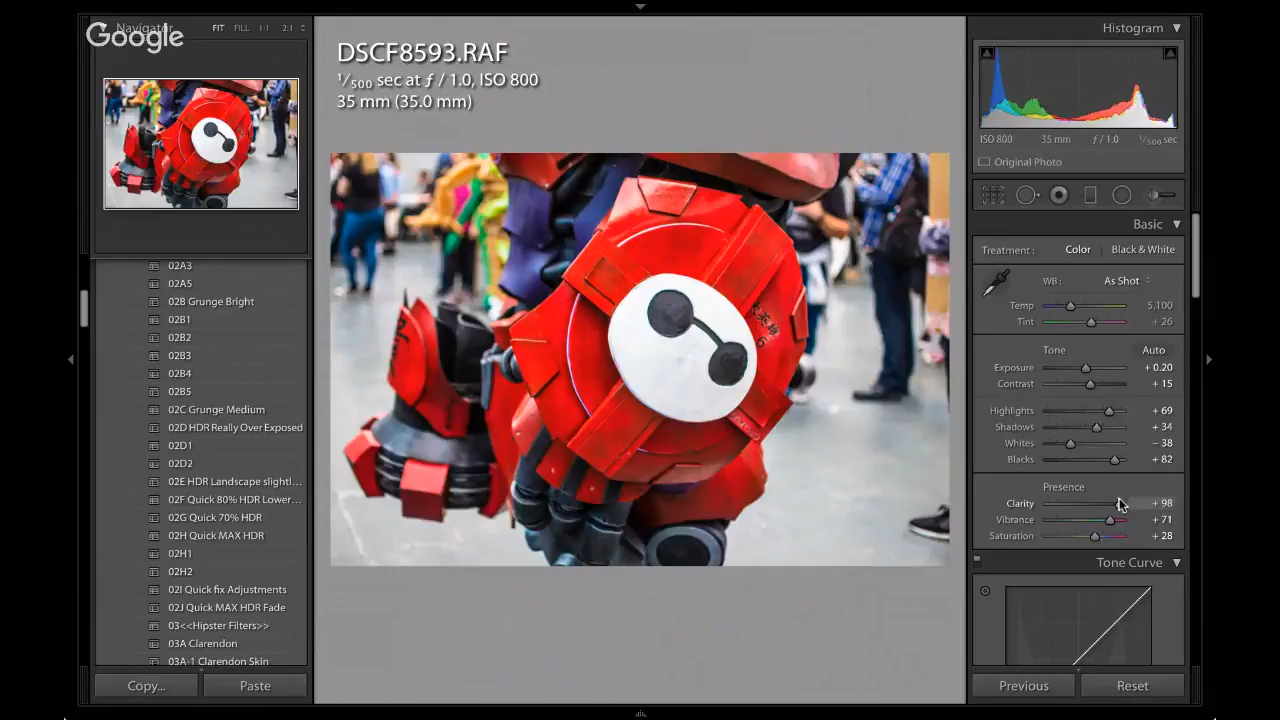 Navigator FIT FILL 1:1 2:1
Google
DSCF8593.RAF
1/500 sec at ƒ / 1.0, ISO 800
35 mm (35.0 mm)
02A3
02A5
02B Grunge Bright
02B1
02B2
02B3
02B4
02B5
02C Grunge Medium
02D HDR Really Over Exposed
02D1
02D2
02E HDR Landscape slightl...
02F Quick 80% HDR Lower...
02G Quick 70% HDR
02H Quick MAX HDR
02H1
02H2
02I Quick fix Adjustments
02J Quick MAX HDR Fade
03<<Hipster Filters>>
03A Clarendon
03A-1 Clarendon Skin
Copy... Paste
Histogram
ISO 800 35 mm ƒ / 1.0 1/500 sec
Original Photo
Basic
Treatment : Color Black & White
WB : As Shot
Temp 5,100
Tint + 26
Tone Auto
Exposure + 0.20
Contrast + 15
Highlights + 69
Shadows + 34
Whites – 38
Blacks + 82
Presence
Clarity + 98
Vibrance + 71
Saturation + 28
Tone Curve
Previous Reset